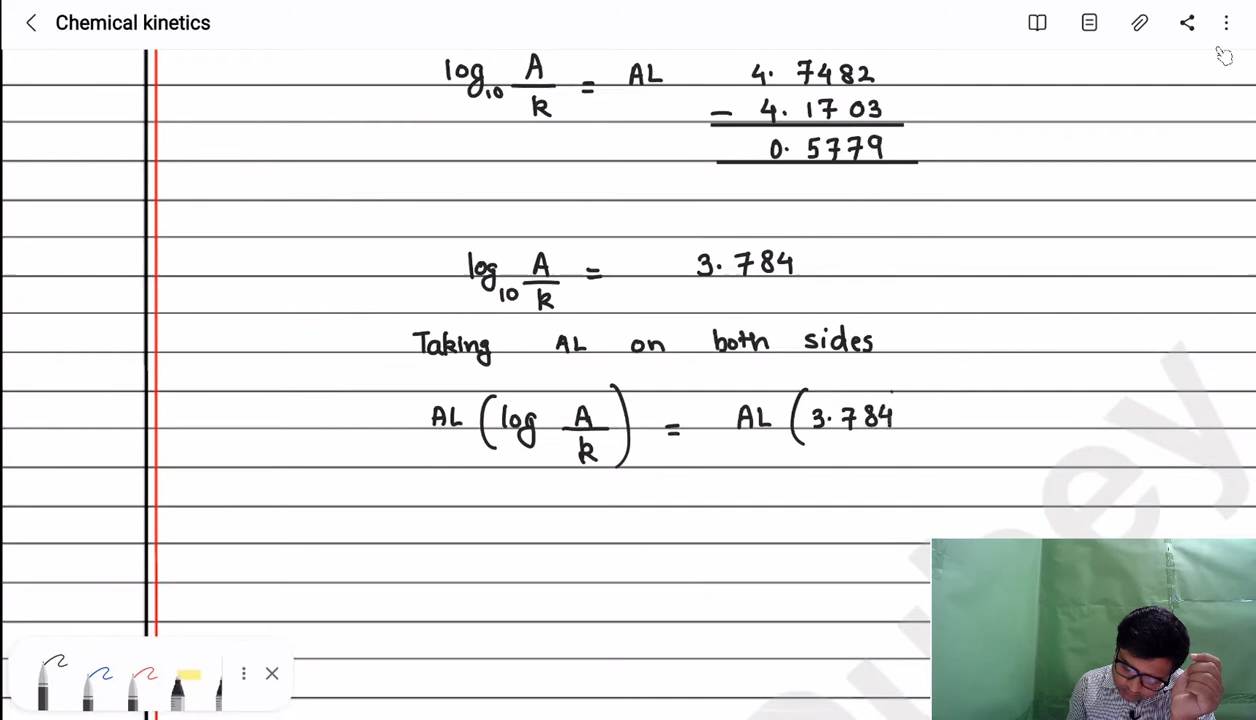 Chemical kinetics
log10 A/k = AL 4.7482
− 4.1703
0.5779
log10 A/k = 3.784
Taking AL on both sides
AL (log A/k) = AL (3.784